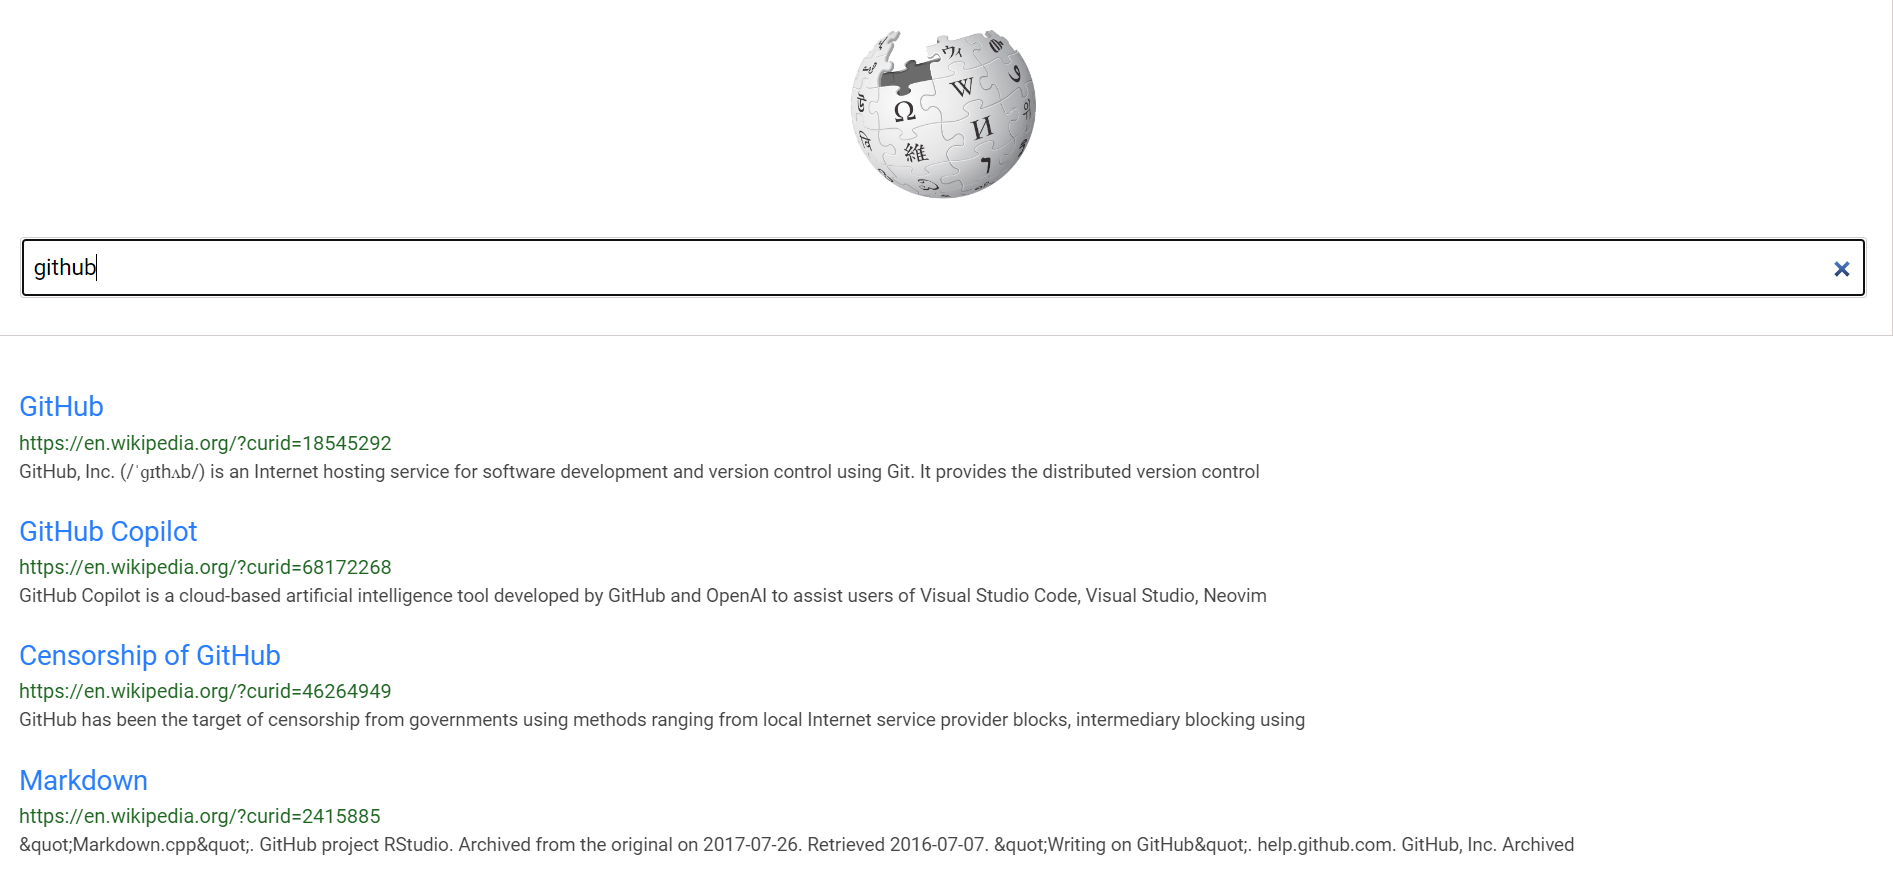 Ω
W
И
維
ウィ
github
GitHub
https://en.wikipedia.org/?curid=18545292
GitHub, Inc. (/ˈɡɪthʌb/) is an Internet hosting service for software development and version control using Git. It provides the distributed version control
GitHub Copilot
https://en.wikipedia.org/?curid=68172268
GitHub Copilot is a cloud-based artificial intelligence tool developed by GitHub and OpenAI to assist users of Visual Studio Code, Visual Studio, Neovim
Censorship of GitHub
https://en.wikipedia.org/?curid=46264949
GitHub has been the target of censorship from governments using methods ranging from local Internet service provider blocks, intermediary blocking using
Markdown
https://en.wikipedia.org/?curid=2415885
&quot;Markdown.cpp&quot;. GitHub project RStudio. Archived from the original on 2017-07-26. Retrieved 2016-07-07. &quot;Writing on GitHub&quot;. help.github.com. GitHub, Inc. Archived